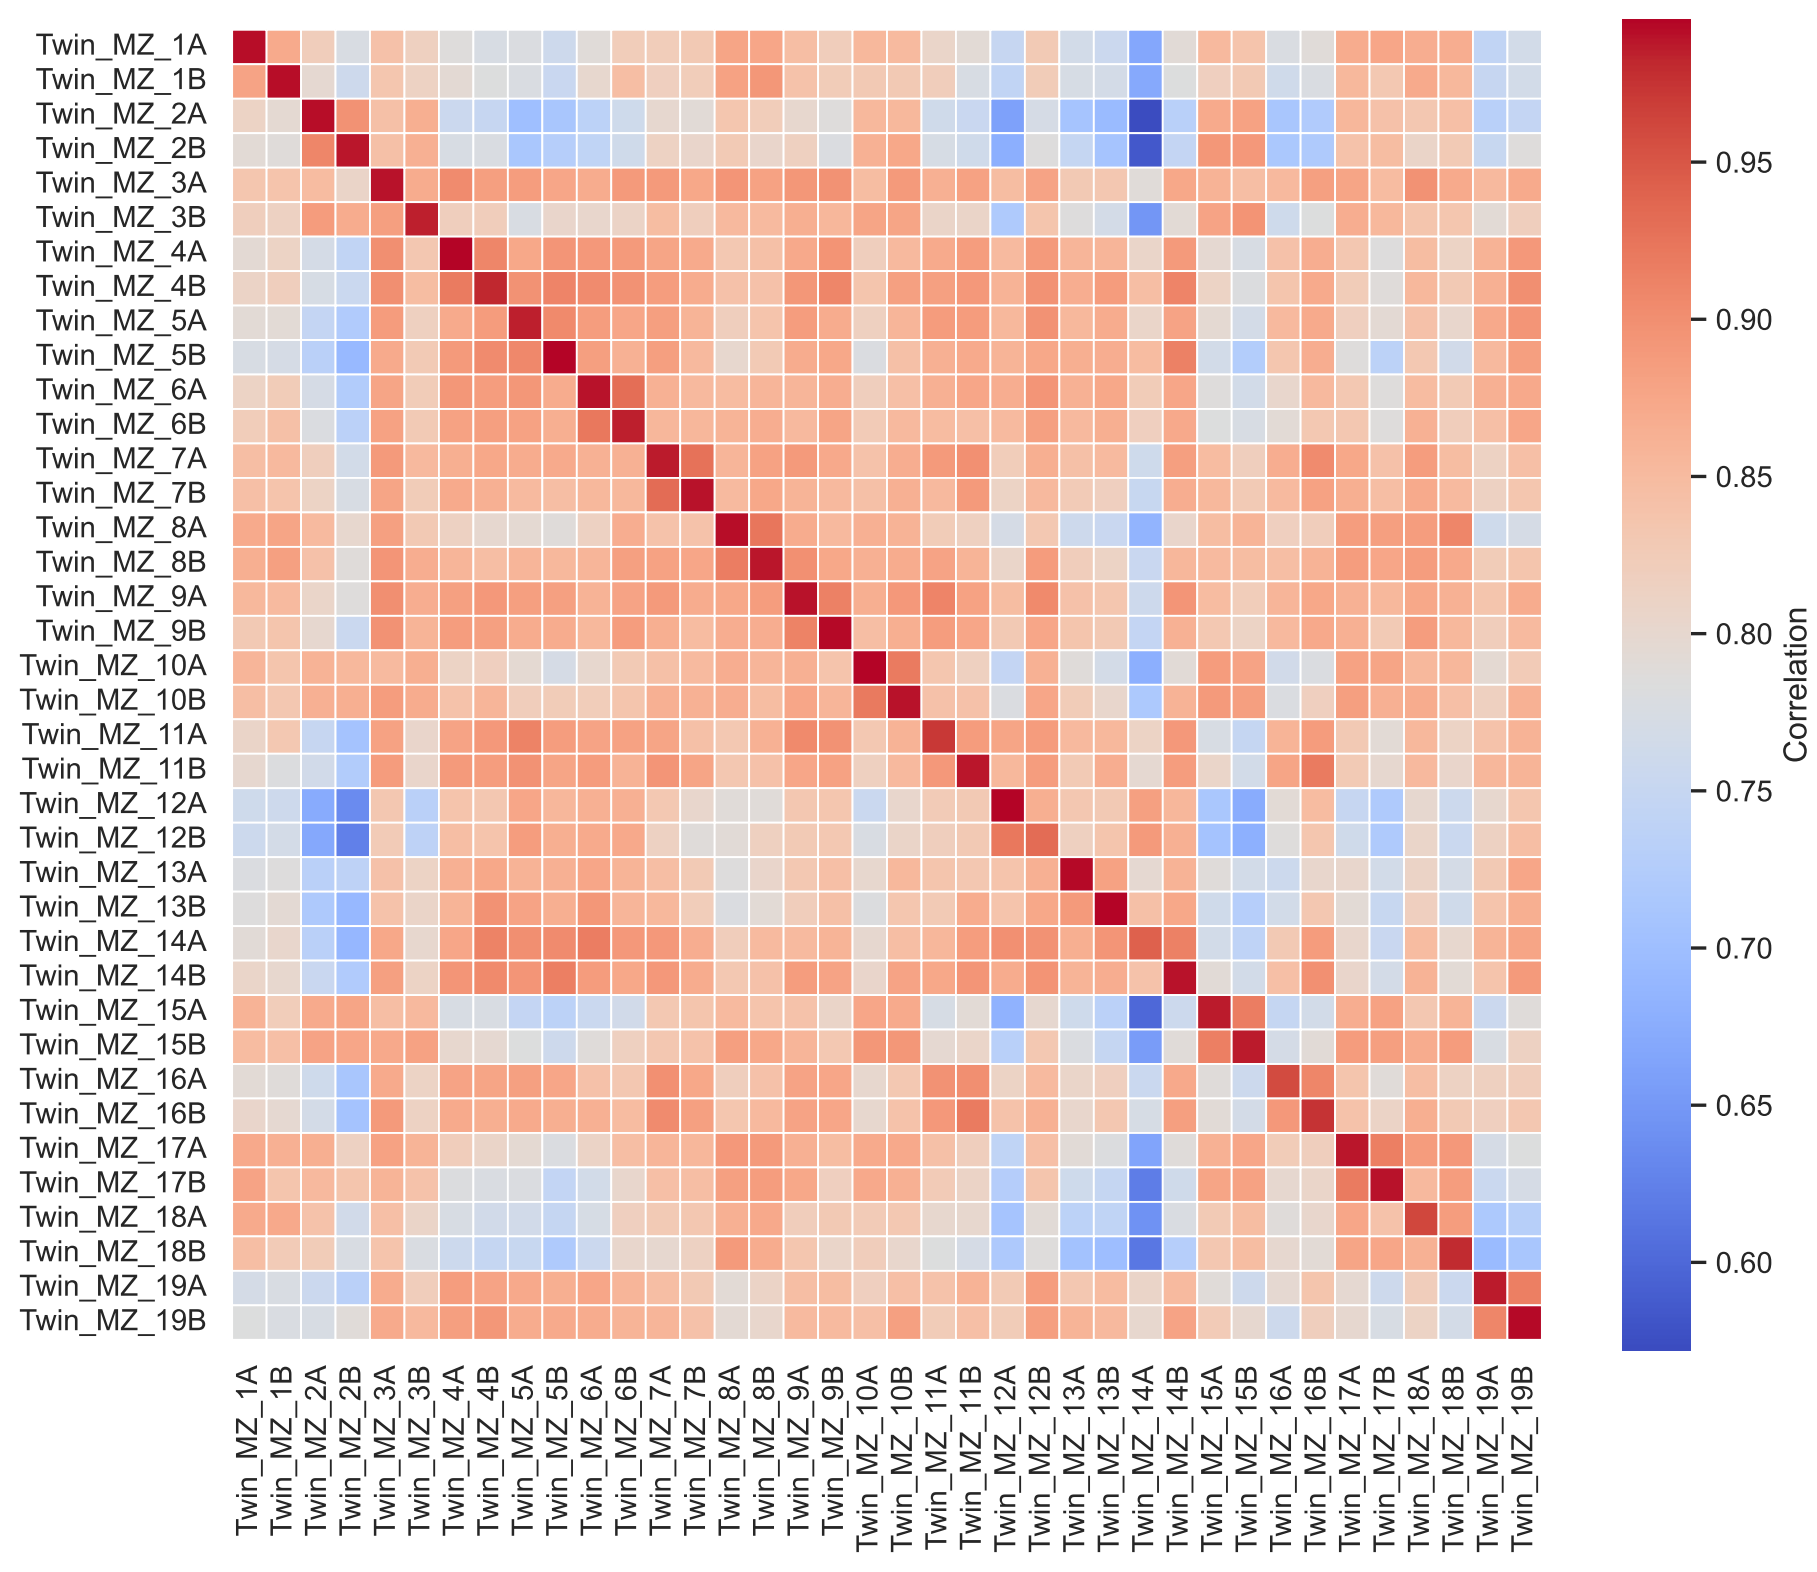 Twin_MZ_1A
Twin_MZ_1B
Twin_MZ_2A
Twin_MZ_2B
Twin_MZ_3A
Twin_MZ_3B
Twin_MZ_4A
Twin_MZ_4B
Twin_MZ_5A
Twin_MZ_5B
Twin_MZ_6A
Twin_MZ_6B
Twin_MZ_7A
Twin_MZ_7B
Twin_MZ_8A
Twin_MZ_8B
Twin_MZ_9A
Twin_MZ_9B
Twin_MZ_10A
Twin_MZ_10B
Twin_MZ_11A
Twin_MZ_11B
Twin_MZ_12A
Twin_MZ_12B
Twin_MZ_13A
Twin_MZ_13B
Twin_MZ_14A
Twin_MZ_14B
Twin_MZ_15A
Twin_MZ_15B
Twin_MZ_16A
Twin_MZ_16B
Twin_MZ_17A
Twin_MZ_17B
Twin_MZ_18A
Twin_MZ_18B
Twin_MZ_19A
Twin_MZ_19B
Twin_MZ_1A
Twin_MZ_1B
Twin_MZ_2A
Twin_MZ_2B
Twin_MZ_3A
Twin_MZ_3B
Twin_MZ_4A
Twin_MZ_4B
Twin_MZ_5A
Twin_MZ_5B
Twin_MZ_6A
Twin_MZ_6B
Twin_MZ_7A
Twin_MZ_7B
Twin_MZ_8A
Twin_MZ_8B
Twin_MZ_9A
Twin_MZ_9B
Twin_MZ_10A
Twin_MZ_10B
Twin_MZ_11A
Twin_MZ_11B
Twin_MZ_12A
Twin_MZ_12B
Twin_MZ_13A
Twin_MZ_13B
Twin_MZ_14A
Twin_MZ_14B
Twin_MZ_15A
Twin_MZ_15B
Twin_MZ_16A
Twin_MZ_16B
Twin_MZ_17A
Twin_MZ_17B
Twin_MZ_18A
Twin_MZ_18B
Twin_MZ_19A
Twin_MZ_19B
0.95
0.90
0.85
0.80
0.75
0.70
0.65
0.60
Correlation